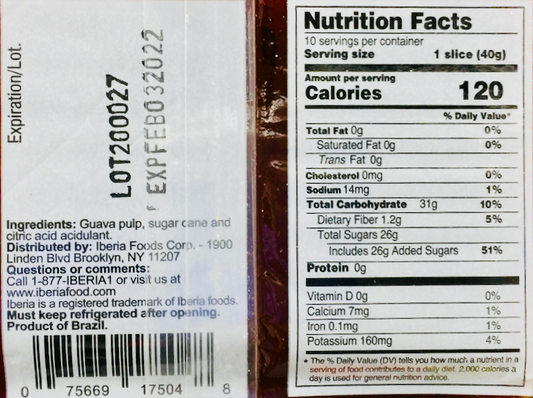 Expiration/Lot.
LOT200027
EXPFEB032022
Ingredients: Guava pulp, sugar cane and
citric acid acidulant.
Distributed by: Iberia Foods Corp. - 1900
Linden Blvd Brooklyn, NY 11207
Questions or comments:
Call 1-877-IBERIA1 or visit us at
www.iberiafood.com
Iberia is a registered trademark of Iberia foods.
Must keep refrigerated after opening.
Product of Brazil.
0 75669 17504 8
Nutrition Facts
10 servings per container
Serving size 1 slice (40g)
Amount per serving
Calories 120
% Daily Value*
Total Fat 0g 0%
Saturated Fat 0g 0%
Trans Fat 0g
Cholesterol 0mg 0%
Sodium 14mg 1%
Total Carbohydrate 31g 10%
Dietary Fiber 1.2g 5%
Total Sugars 26g
Includes 26g Added Sugars 51%
Protein 0g
Vitamin D 0g 0%
Calcium 7mg 1%
Iron 0.1mg 1%
Potassium 160mg 4%
* The % Daily Value (DV) tells you how much a nutrient in a
serving of food contributes to a daily diet. 2,000 calories a
day is used for general nutrition advice.